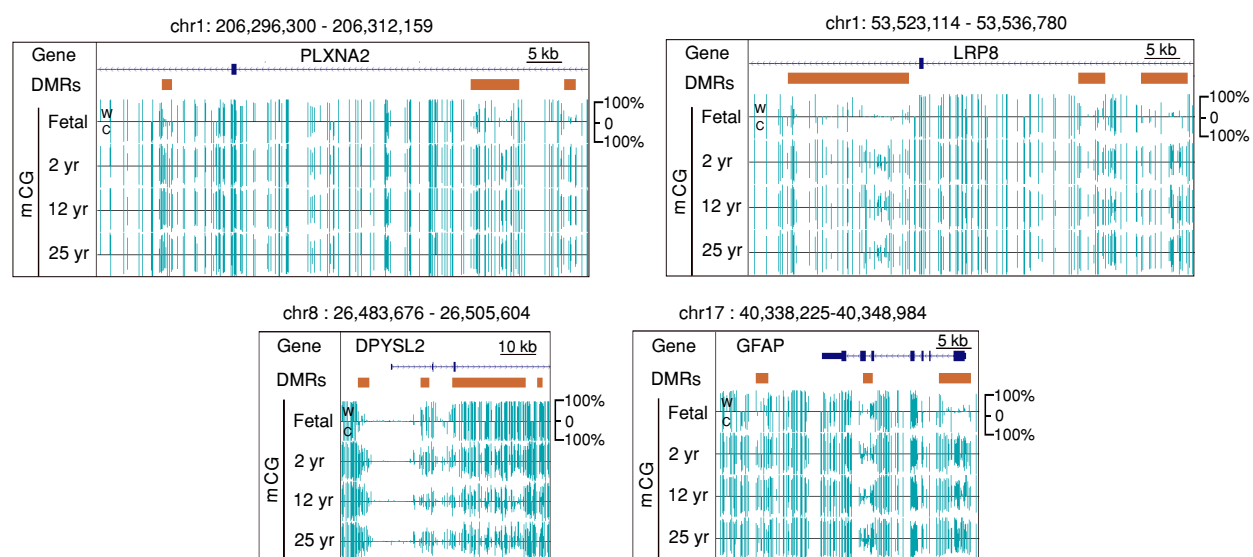 chr1: 206,296,300 - 206,312,159
Gene
PLXNA2
5 kb
DMRs
Fetal
W
C
100%
0
100%
mCG
2 yr
12 yr
25 yr
chr1: 53,523,114 - 53,536,780
Gene
LRP8
5 kb
DMRs
Fetal
W
C
100%
0
100%
mCG
2 yr
12 yr
25 yr
chr8 : 26,483,676 - 26,505,604
Gene
DPYSL2
10 kb
DMRs
Fetal
W
C
100%
0
100%
mCG
2 yr
12 yr
25 yr
chr17 : 40,338,225-40,348,984
Gene
GFAP
5 kb
DMRs
Fetal
W
C
100%
0
100%
mCG
2 yr
12 yr
25 yr